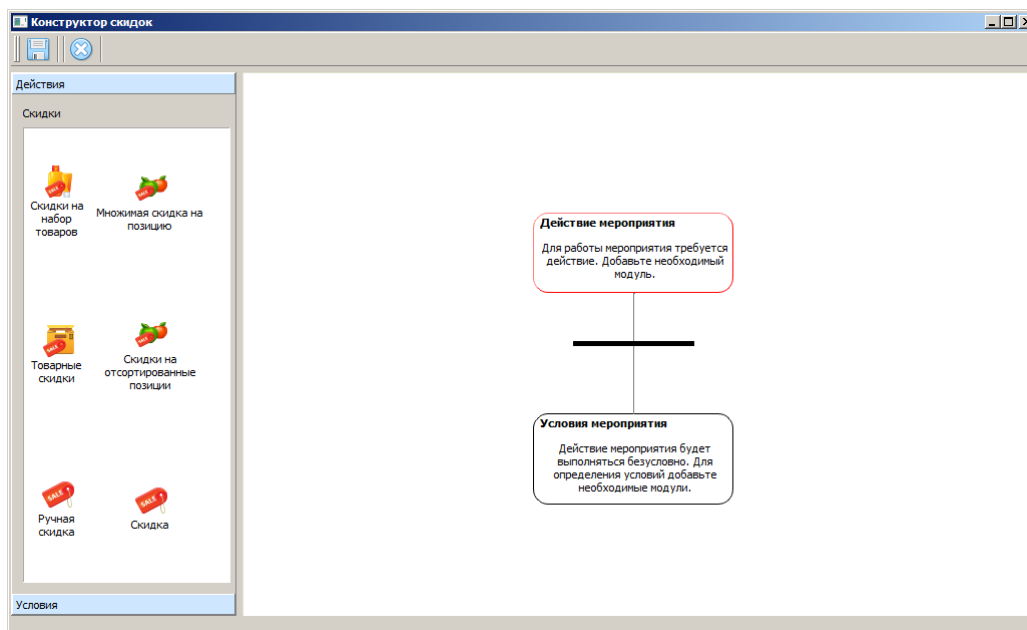 Конструктор скидок
Действия
Скидки
Скидки на
набор
товаров
Множимая скидка на
позицию
Товарные
скидки
Скидки на
отсортированные
позиции
Ручная
скидка
Скидка
Условия
Действие мероприятия
Для работы мероприятия требуется
действие. Добавьте необходимый
модуль.
Условия мероприятия
Действие мероприятия будет
выполняться безусловно. Для
определения условий добавьте
необходимые модули.